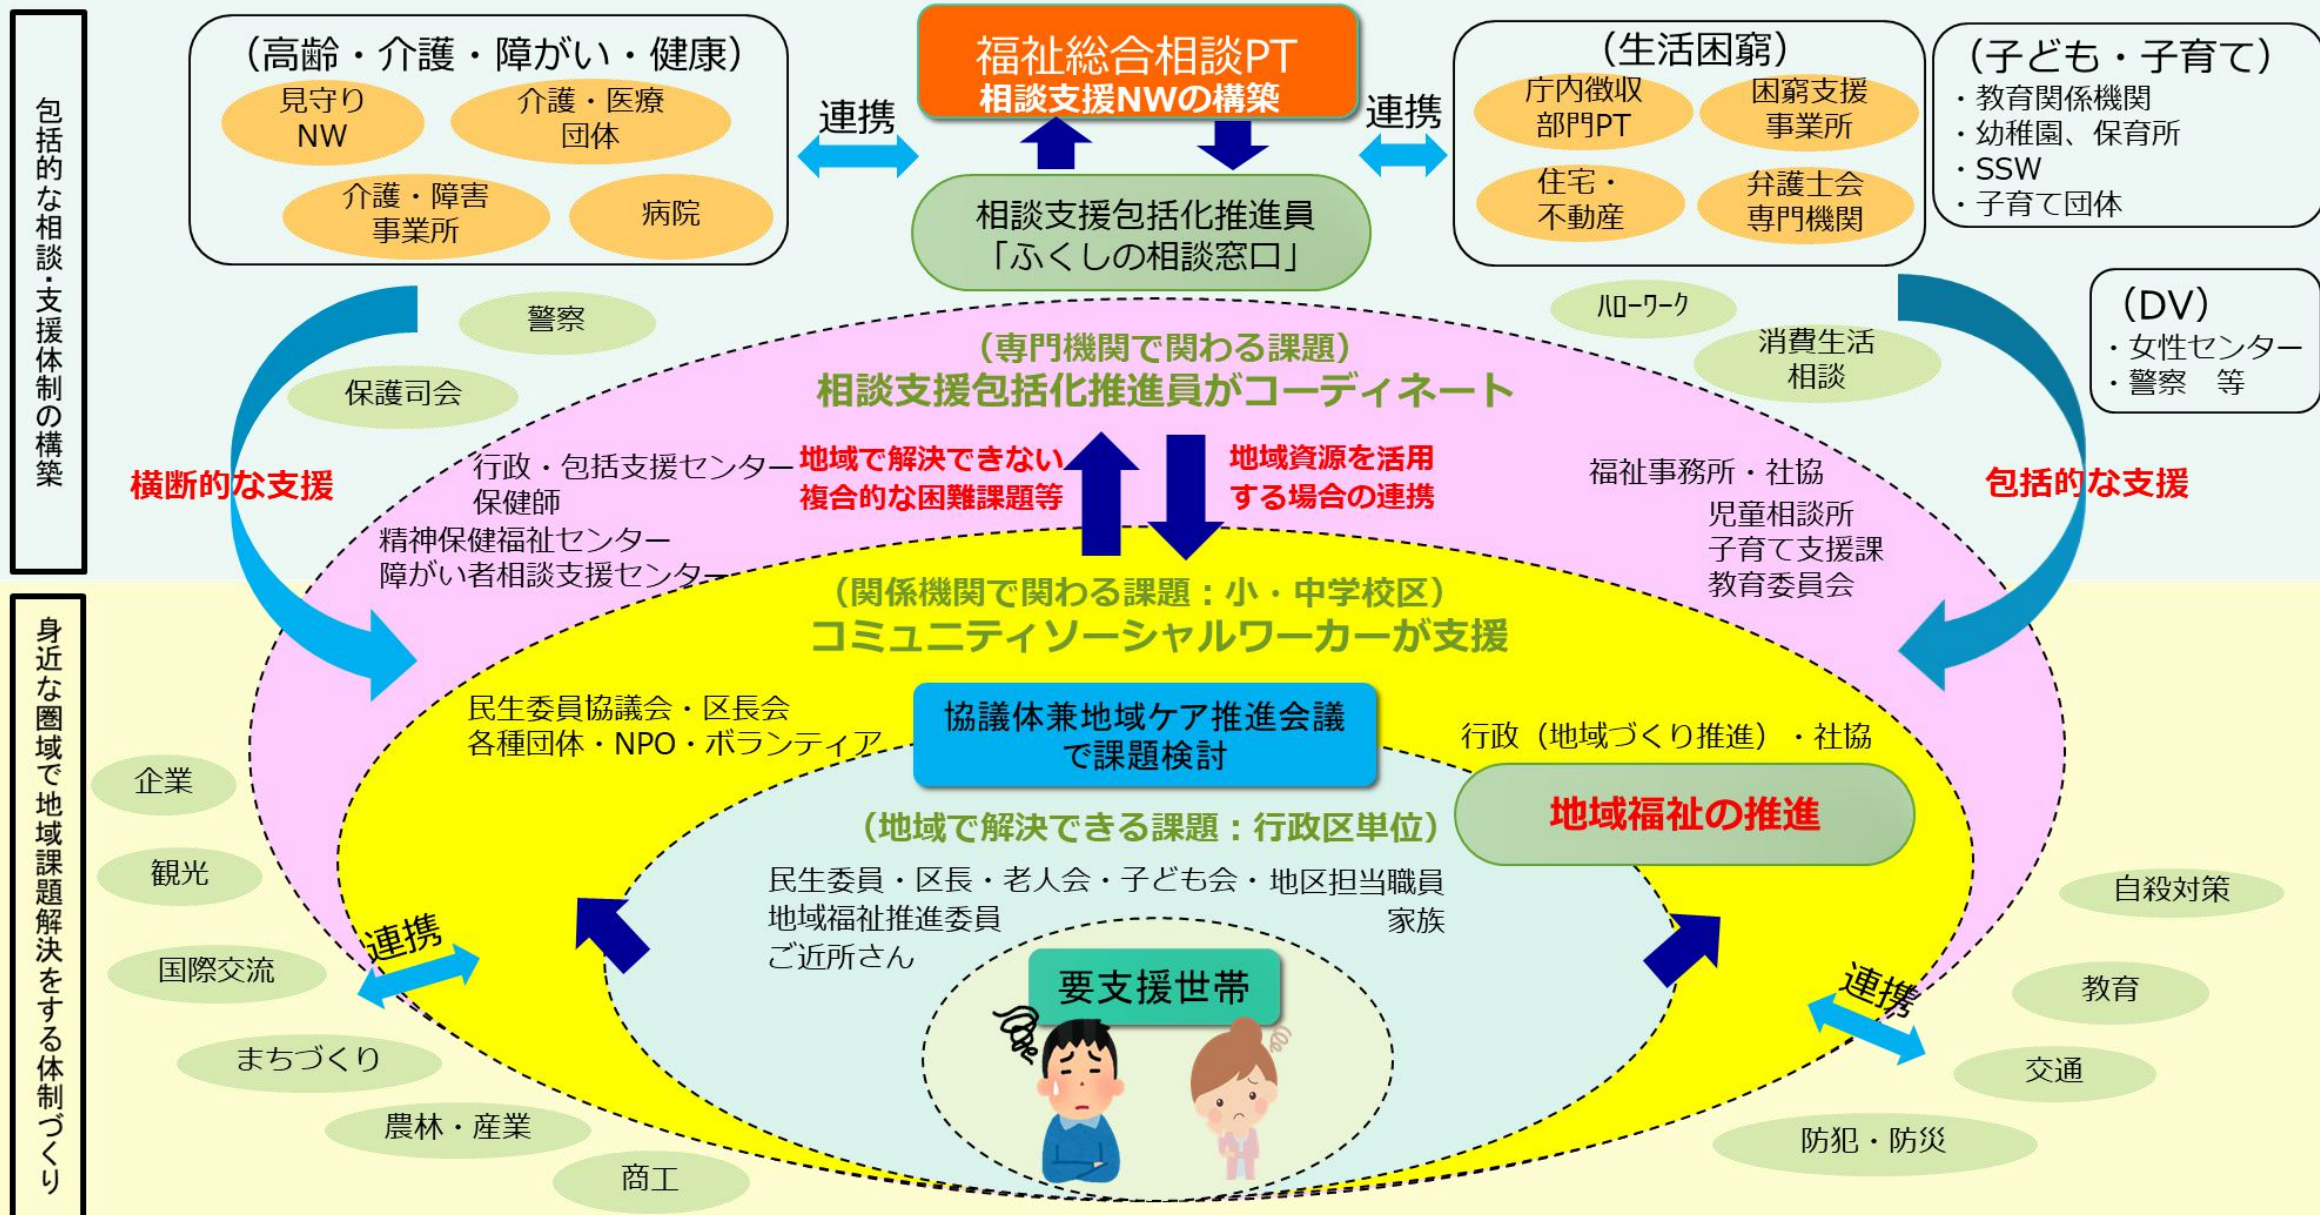 包括的な相談・支援体制の構築
（高齢・介護・障がい・健康）
見守り
NW
介護・医療
団体
介護・障害
事業所
病院
連携
福祉総合相談PT
相談支援NWの構築
連携
相談支援包括化推進員
「ふくしの相談窓口」
（生活困窮）
庁内徴収
部門PT
困窮支援
事業所
住宅・
不動産
弁護士会
専門機関
（子ども・子育て）
・教育関係機関
・幼稚園、保育所
・SSW
・子育て団体
（DV）
・女性センター
・警察　等
警察
保護司会
ﾊﾛｰﾜｰｸ
消費生活
相談
横断的な支援
包括的な支援
（専門機関で関わる課題）
相談支援包括化推進員がコーディネート
地域で解決できない
複合的な困難課題等
地域資源を活用
する場合の連携
行政・包括支援センター
保健師
精神保健福祉センター
障がい者相談支援センター
福祉事務所・社協
児童相談所
子育て支援課
教育委員会
身近な圏域で地域課題解決をする体制づくり
（関係機関で関わる課題：小・中学校区）
コミュニティソーシャルワーカーが支援
民生委員協議会・区長会
各種団体・NPO・ボランティア
協議体兼地域ケア推進会議
で課題検討
行政（地域づくり推進）・社協
地域福祉の推進
（地域で解決できる課題：行政区単位）
民生委員・区長・老人会・子ども会・地区担当職員
地域福祉推進委員
家族
ご近所さん
要支援世帯
連携
連携
企業
観光
国際交流
まちづくり
農林・産業
商工
自殺対策
教育
交通
防犯・防災